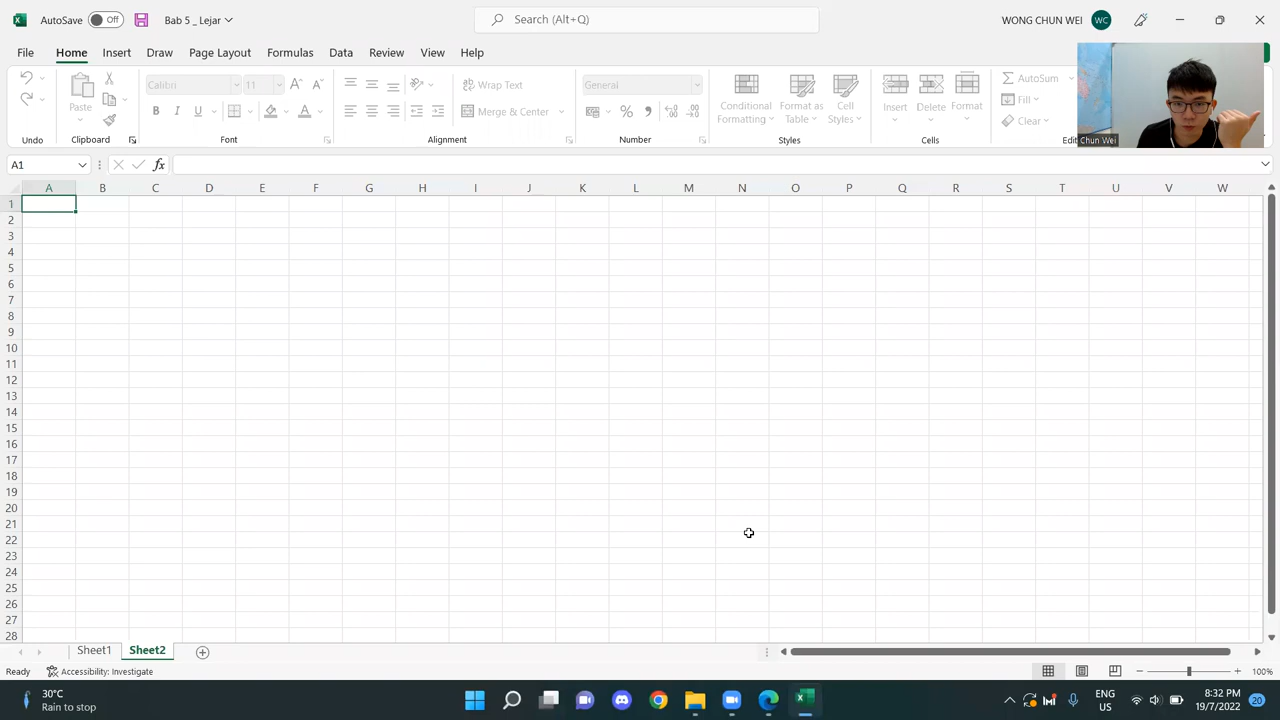 AutoSave Off Bab 5 _ Lejar Search (Alt+Q) WONG CHUN WEI WC
File Home Insert Draw Page Layout Formulas Data Review View Help
Calibri 11 Wrap Text General AutoSum
Paste Conditional Format as Cell Insert Delete Format Fill
B I U A Merge & Center % Formatting Table Styles Clear
Undo Clipboard Font Alignment Number Styles Cells Edit
Chun Wei
A1 fx
A B C D E F G H I J K L M N O P Q R S T U V W
1
2
3
4
5
6
7
8
9
10
11
12
13
14
15
16
17
18
19
20
21
22
23
24
25
26
27
28
Sheet1 Sheet2
Ready Accessibility: Investigate 100%
30°C ENG 8:32 PM
Rain to stop US 19/7/2022 20